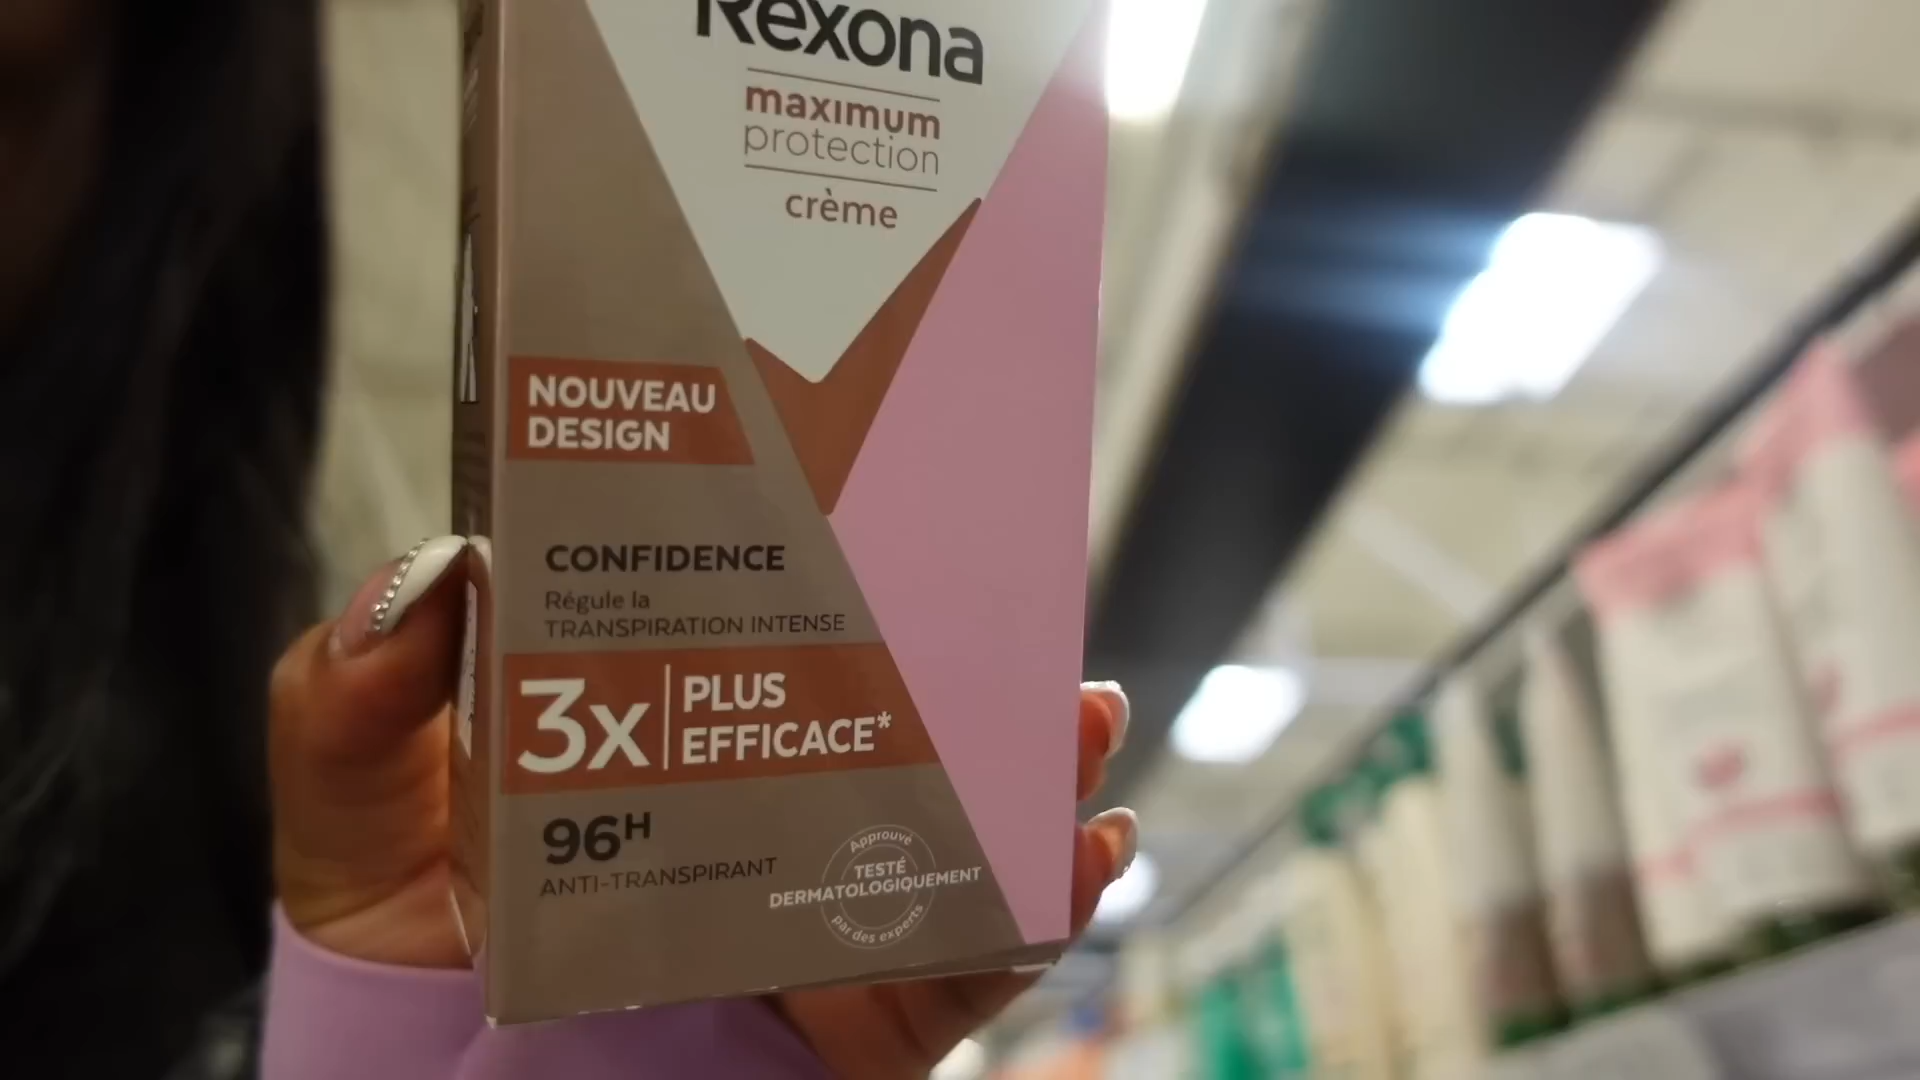 Rexona
maximum
protection
crème
NOUVEAU
DESIGN
CONFIDENCE
Régule la
TRANSPIRATION INTENSE
3x PLUS
EFFICACE*
96H
ANTI-TRANSPIRANT
Approuvé
TESTÉ
DERMATOLOGIQUEMENT
par des experts